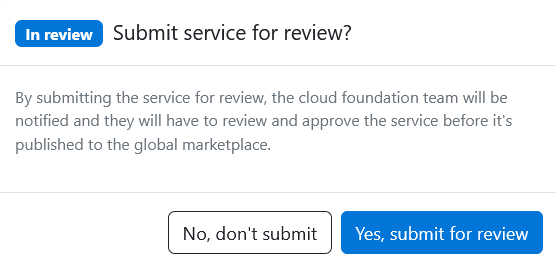 In review Submit service for review?
By submitting the service for review, the cloud foundation team will be
notified and they will have to review and approve the service before it's
published to the global marketplace.
No, don't submit Yes, submit for review